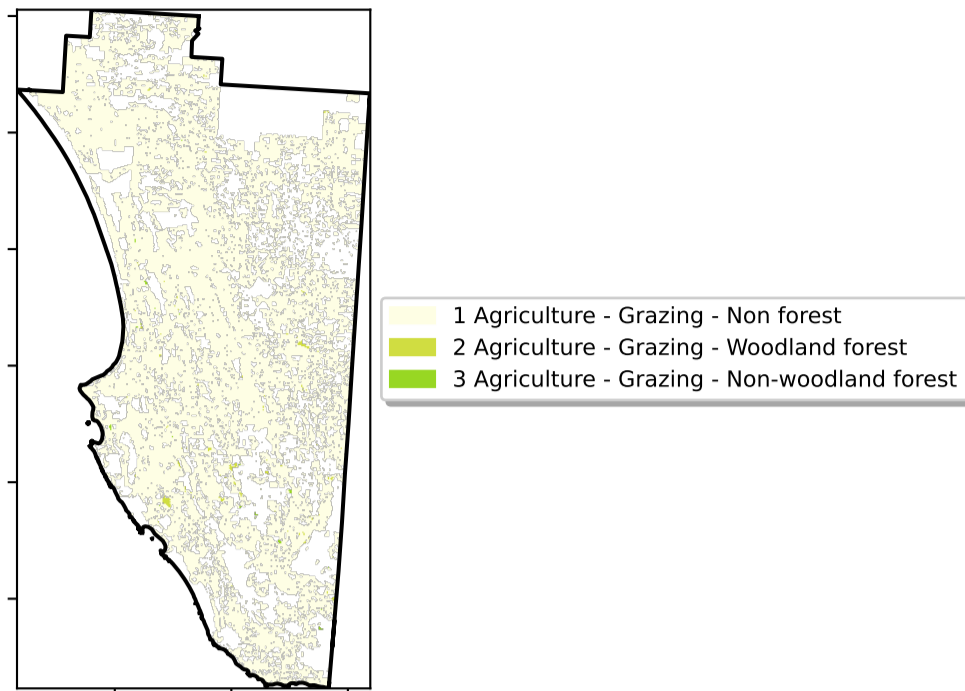 1 Agriculture - Grazing - Non forest
2 Agriculture - Grazing - Woodland forest
3 Agriculture - Grazing - Non-woodland forest